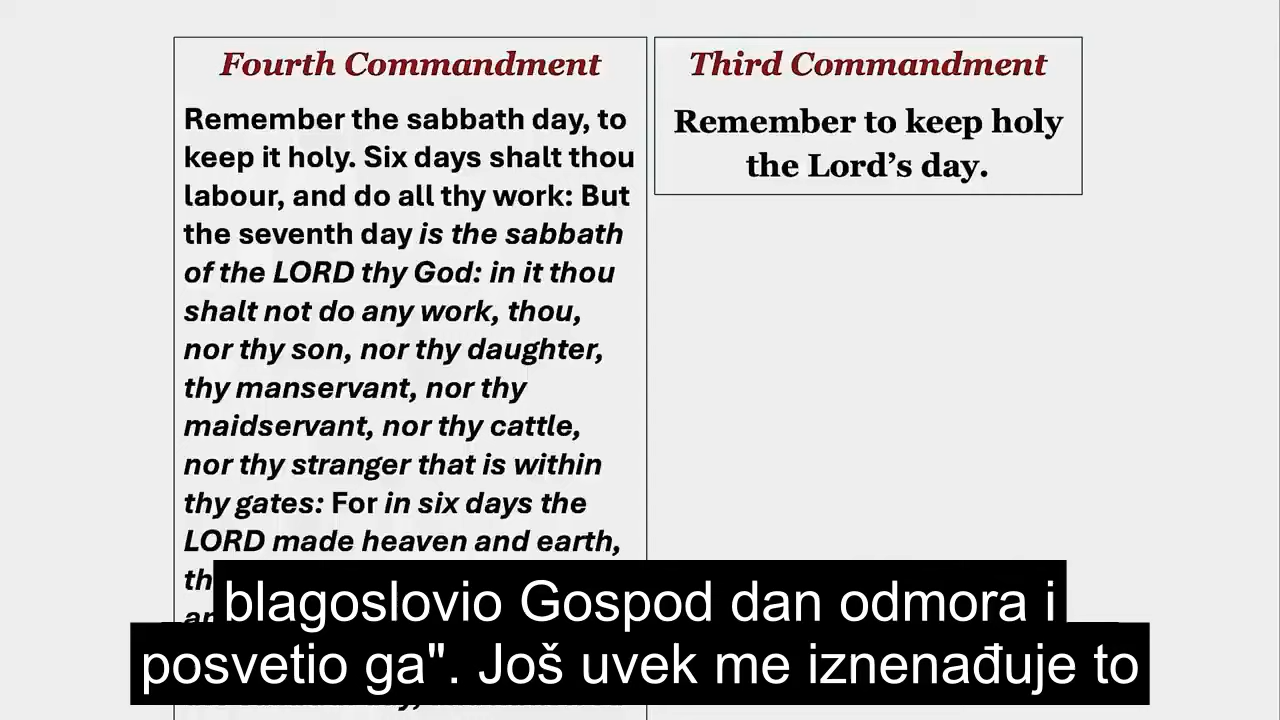 Fourth Commandment
Remember the sabbath day, to
keep it holy. Six days shalt thou
labour, and do all thy work: But
the seventh day is the sabbath
of the LORD thy God: in it thou
shalt not do any work, thou,
nor thy son, nor thy daughter,
thy manservant, nor thy
maidservant, nor thy cattle,
nor thy stranger that is within
thy gates: For in six days the
LORD made heaven and earth,
Third Commandment
Remember to keep holy
the Lord’s day.
blagoslovio Gospod dan odmora i
posvetio ga". Još uvek me iznenađuje to